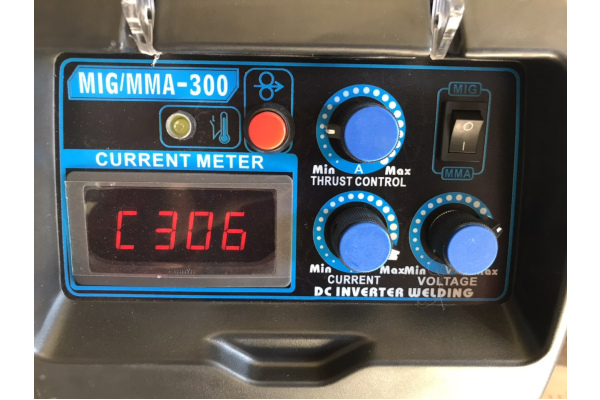 MIG/MMA-300
CURRENT METER
C306
Min A Max
THRUST CONTROL
MIG
O
I
MMA
Min Max
CURRENT
Min V Max
VOLTAGE
DC INVERTER WELDING